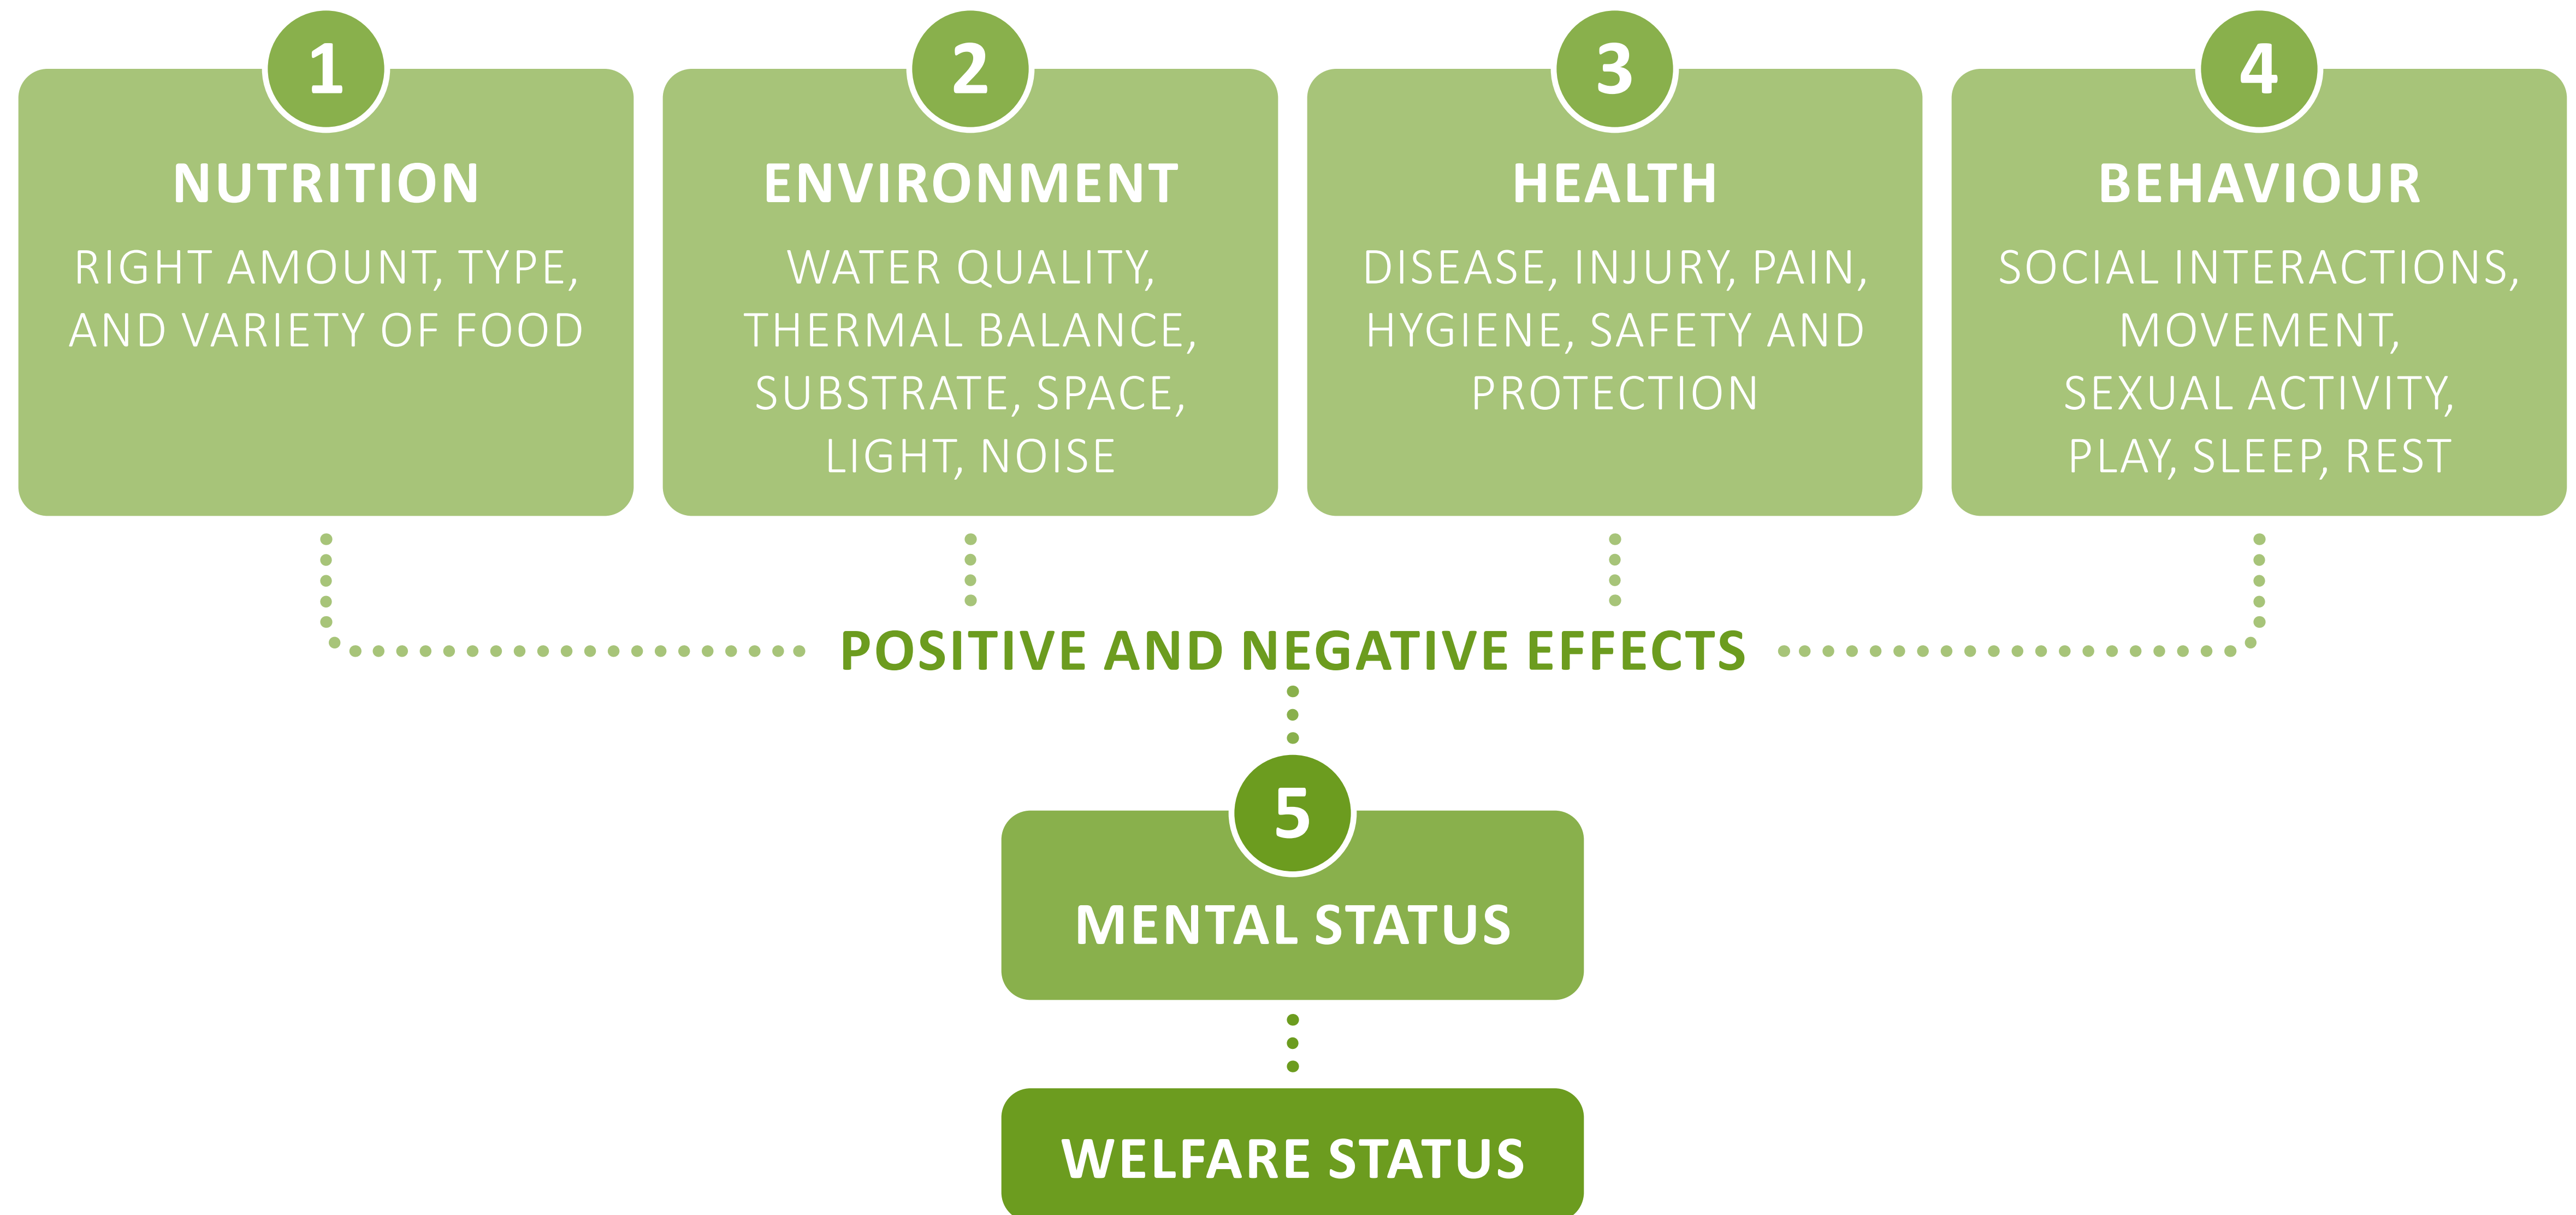 1
NUTRITION
RIGHT AMOUNT, TYPE,
AND VARIETY OF FOOD
2
ENVIRONMENT
WATER QUALITY,
THERMAL BALANCE,
SUBSTRATE, SPACE,
LIGHT, NOISE
3
HEALTH
DISEASE, INJURY, PAIN,
HYGIENE, SAFETY AND
PROTECTION
4
BEHAVIOUR
SOCIAL INTERACTIONS,
MOVEMENT,
SEXUAL ACTIVITY,
PLAY, SLEEP, REST
POSITIVE AND NEGATIVE EFFECTS
5
MENTAL STATUS
WELFARE STATUS